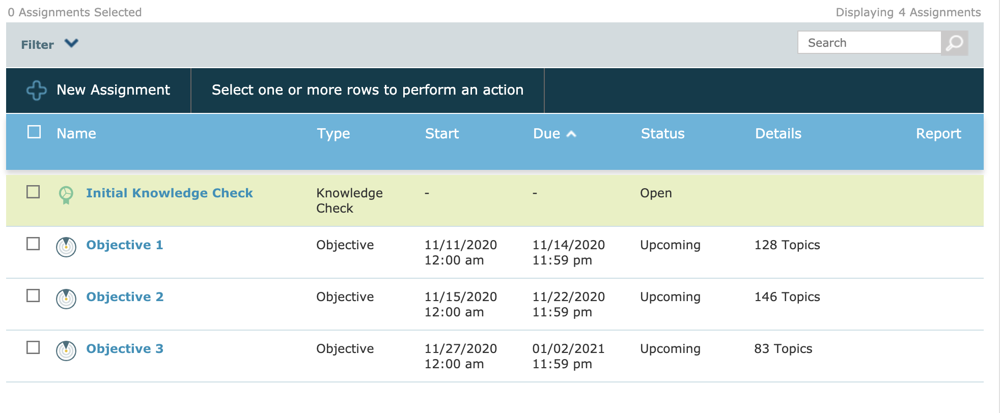 0 Assignments Selected
Displaying 4 Assignments
Filter
Search
New Assignment
Select one or more rows to perform an action
Name Type Start Due Status Details Report
Initial Knowledge Check Knowledge - - Open
Check
Objective 1 Objective 11/11/2020 11/14/2020 Upcoming 128 Topics
12:00 am 11:59 pm
Objective 2 Objective 11/15/2020 11/22/2020 Upcoming 146 Topics
12:00 am 11:59 pm
Objective 3 Objective 11/27/2020 01/02/2021 Upcoming 83 Topics
12:00 am 11:59 pm